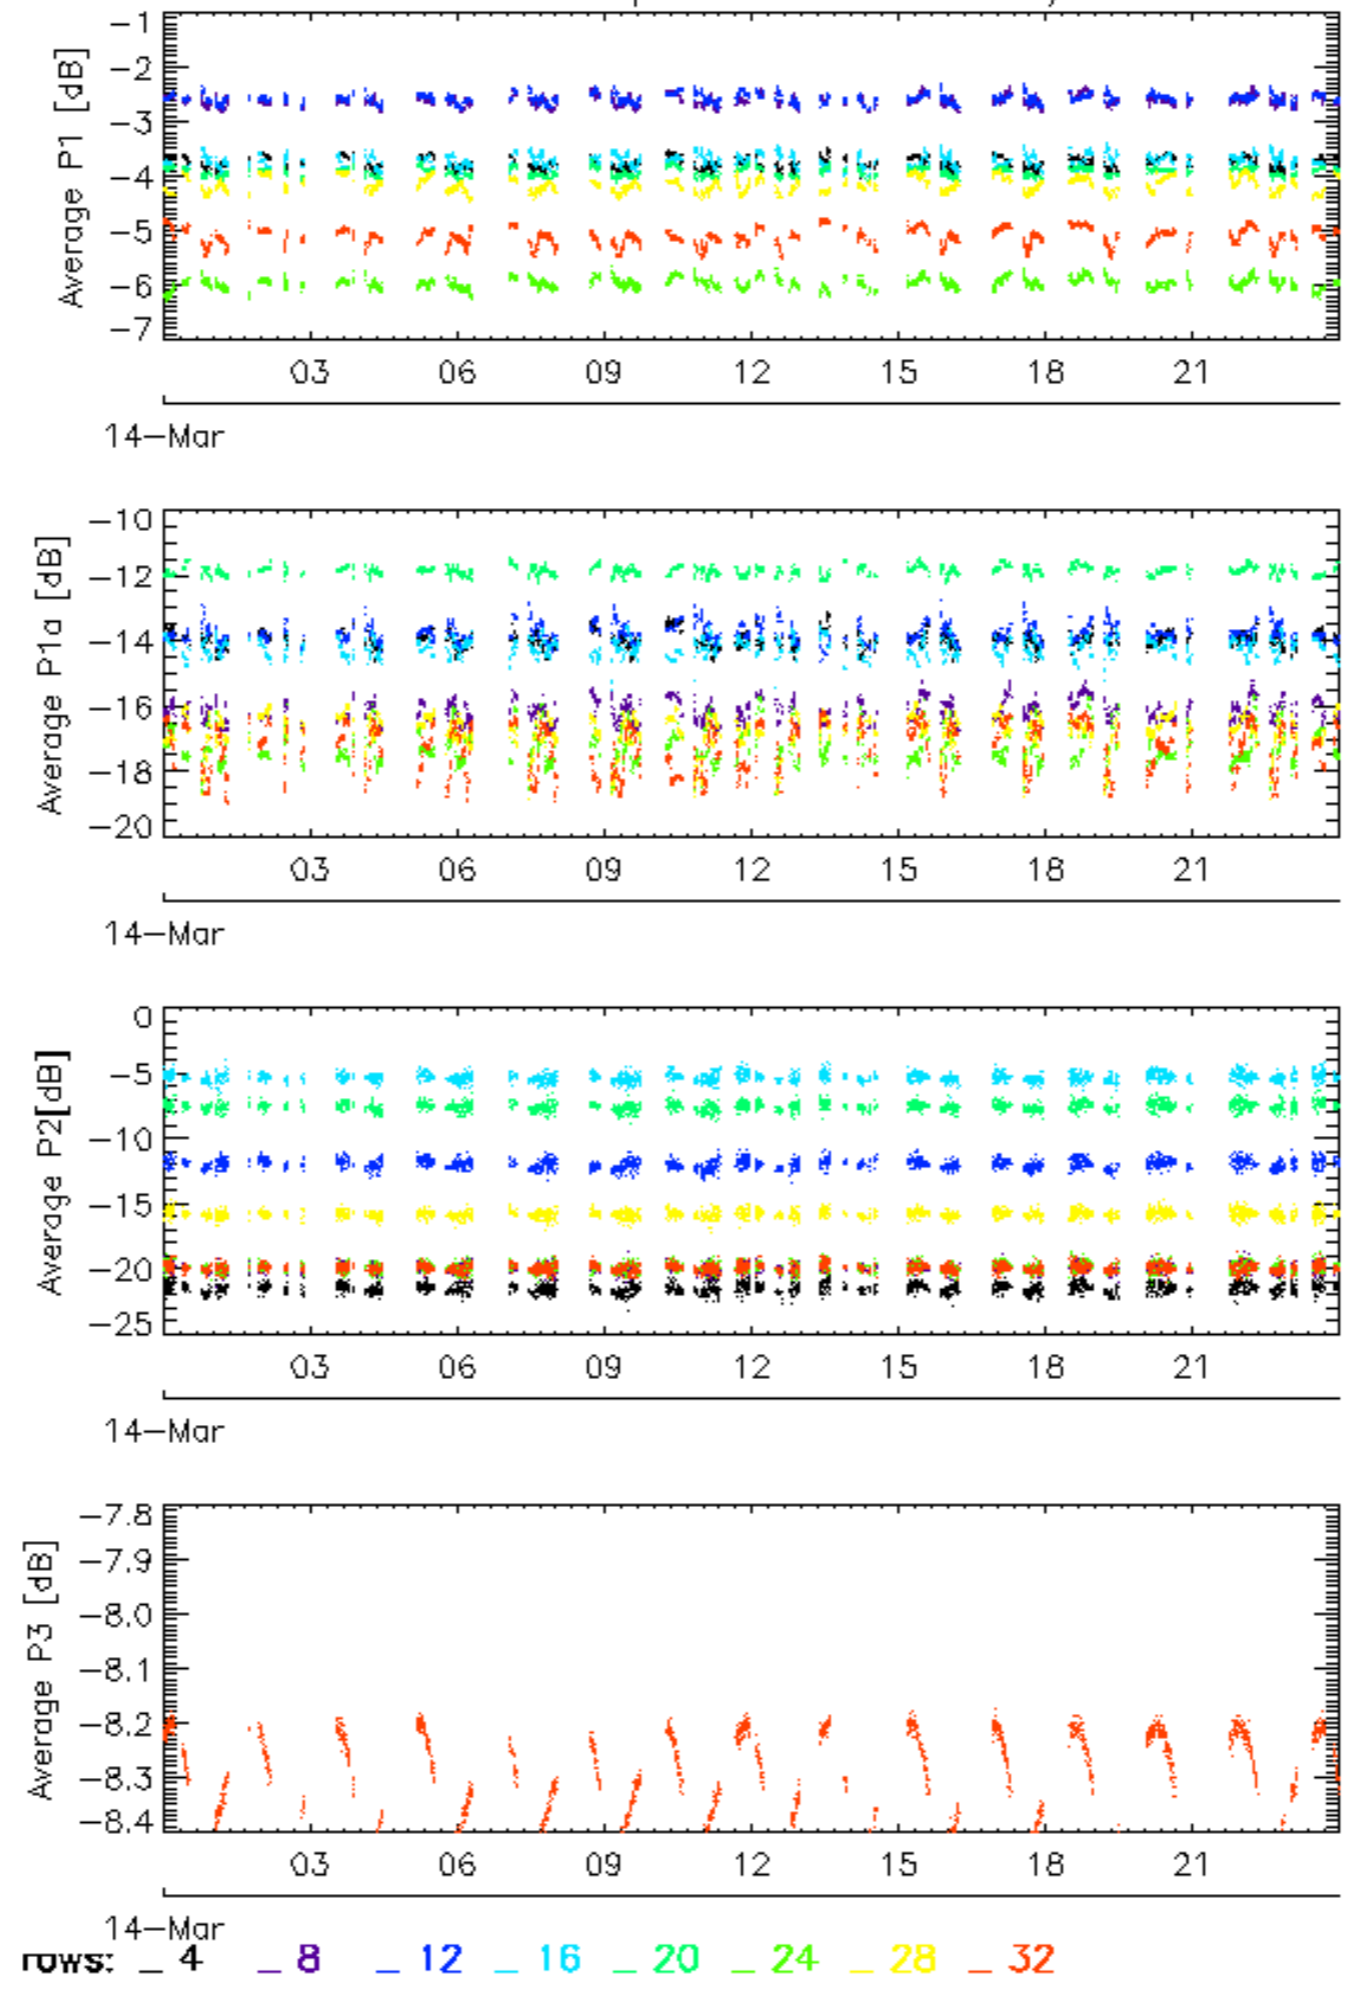 Average P1 [dB]
−1
−2
−3
−4
−5
−6
−7
03 06 09 12 15 18 21
14−Mar
Average P1a [dB]
−10
−12
−14
−16
−18
−20
03 06 09 12 15 18 21
14−Mar
Average P2[dB]
0
−5
−10
−15
−20
−25
03 06 09 12 15 18 21
14−Mar
Average P3 [dB]
−7.8
−7.9
−8.0
−8.1
−8.2
−8.3
−8.4
03 06 09 12 15 18 21
14−Mar
rows: _ 4 _ 8 _ 12 _ 16 _ 20 _ 24 _ 28 _ 32